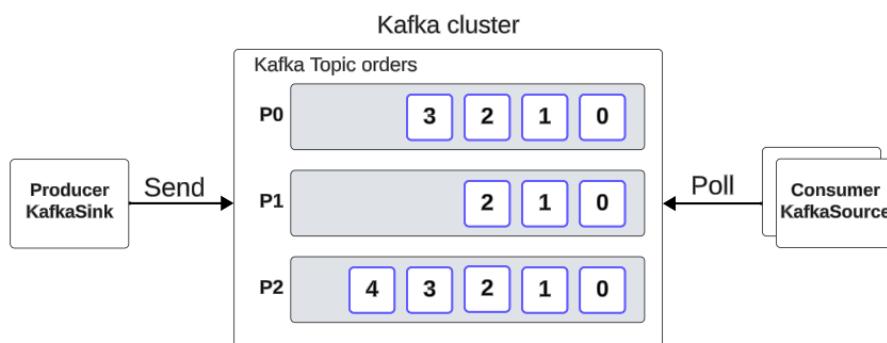 Kafka cluster
Kafka Topic orders
P0
3 2 1 0
Producer
KafkaSink
Send
P1
2 1 0
Poll
Consumer
KafkaSource
P2
4 3 2 1 0